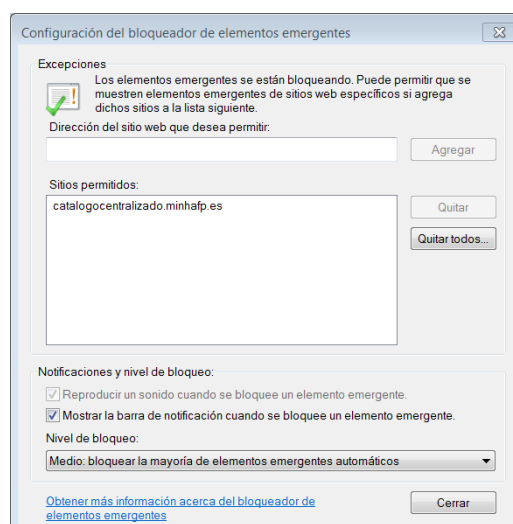 Configuración del bloqueador de elementos emergentes
Excepciones
Los elementos emergentes se están bloqueando. Puede permitir que se
muestren elementos emergentes de sitios web específicos si agrega
dichos sitios a la lista siguiente.
Dirección del sitio web que desea permitir:
Agregar
Sitios permitidos:
catalogocentralizado.minhafp.es
Quitar
Quitar todos...
Notificaciones y nivel de bloqueo:
Reproducir un sonido cuando se bloquee un elemento emergente.
Mostrar la barra de notificación cuando se bloquee un elemento emergente.
Nivel de bloqueo:
Medio: bloquear la mayoría de elementos emergentes automáticos
Obtener más información acerca del bloqueador de
elementos emergentes
Cerrar